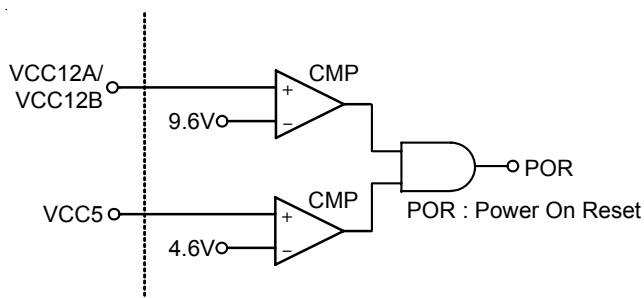 VCC12A/
VCC12B
CMP
+
9.6V
−
POR
POR : Power On Reset
CMP
VCC5
+
4.6V
−